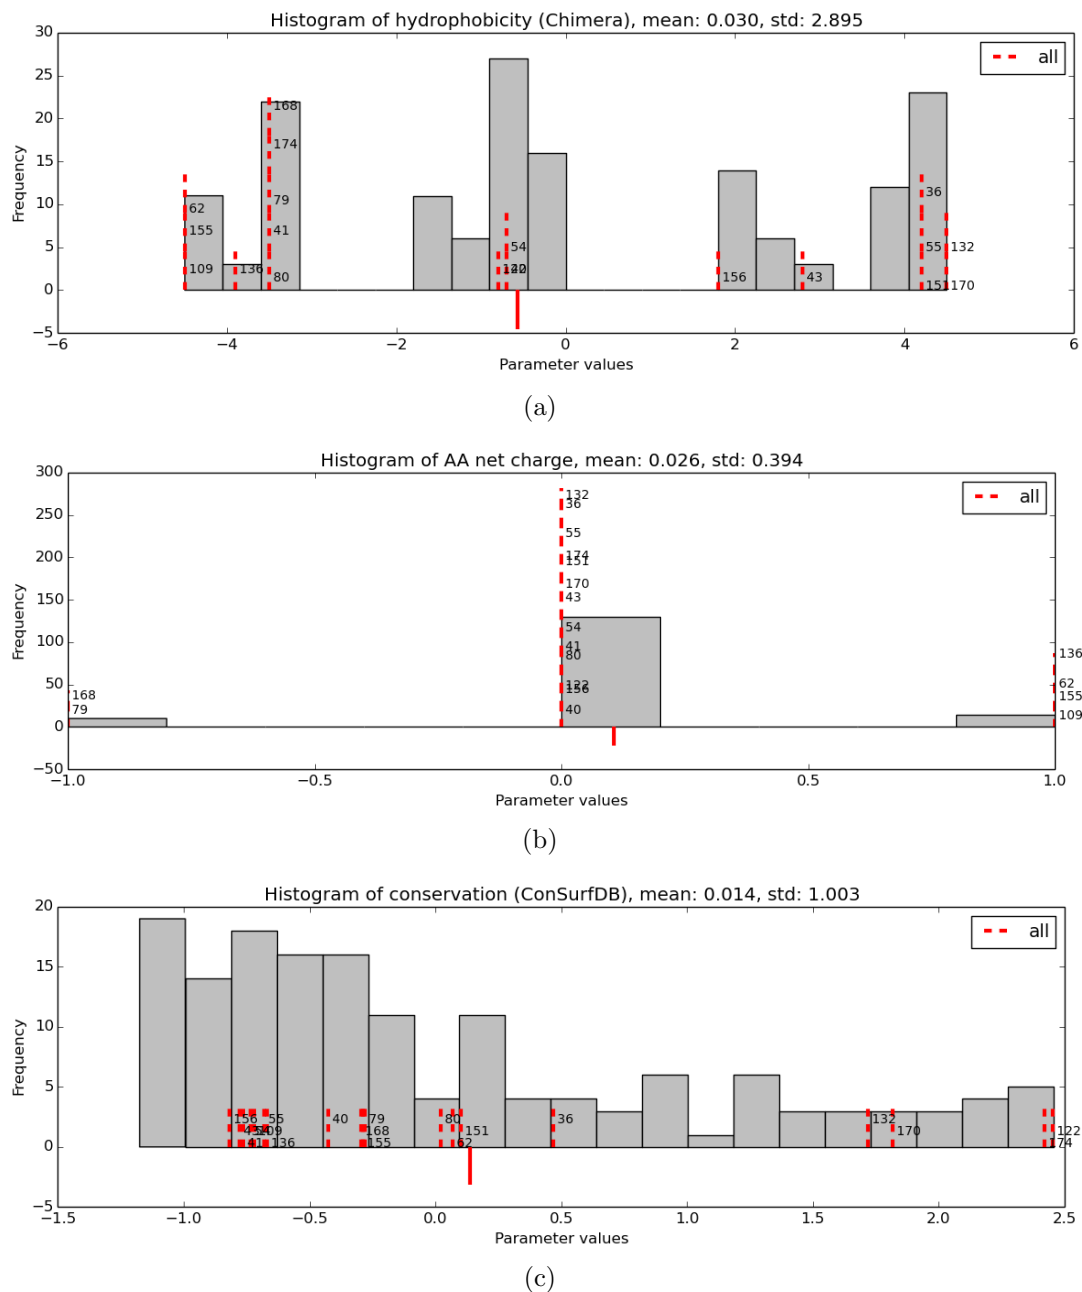 Histogram of hydrophobicity (Chimera), mean: 0.030, std: 2.895
30
25
20
15
10
5
0
−5
Frequency
all
168
174
79
41
80
62
155
109
136
54
156
43
36
55
151
132
170
−6 −4 −2 0 2 4 6
Parameter values
(a)
Histogram of AA net charge, mean: 0.026, std: 0.394
300
250
200
150
100
50
0
−50
Frequency
all
132
36
55
174
151
170
43
54
41
80
122
156
40
168
79
136
62
155
109
−1.0 −0.5 0.0 0.5 1.0
Parameter values
(b)
Histogram of conservation (ConSurfDB), mean: 0.014, std: 1.003
20
15
10
5
0
−5
Frequency
all
156 55 40 79 80 36 132
168 151 170 122
41 136 155 62 174
−1.5 −1.0 −0.5 0.0 0.5 1.0 1.5 2.0 2.5
Parameter values
(c)